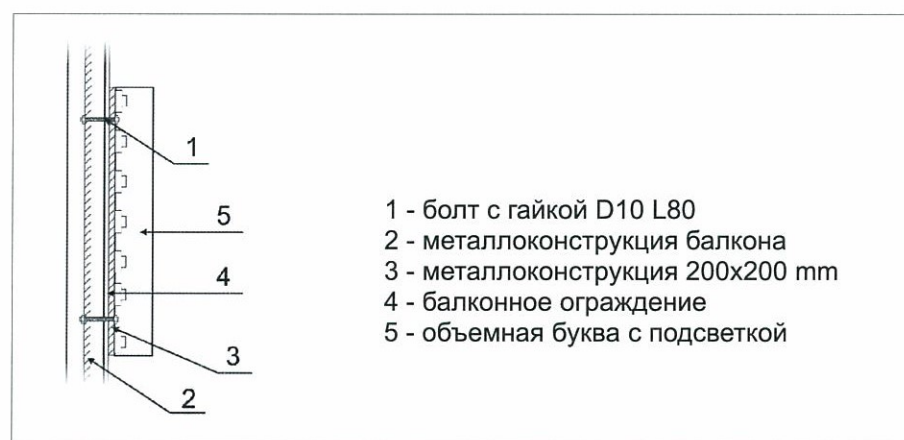 1
5
4
3
2
1 - болт с гайкой D10 L80
2 - металлоконструкция балкона
3 - металлоконструкция 200x200 mm
4 - балконное ограждение
5 - объемная буква с подсветкой